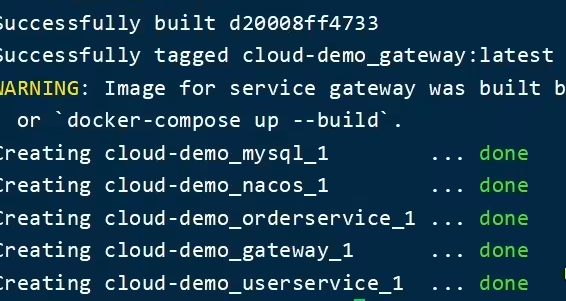 Successfully built d20008ff4733
Successfully tagged cloud-demo_gateway:latest
WARNING: Image for service gateway was built b
or `docker-compose up --build`.
Creating cloud-demo_mysql_1 ... done
Creating cloud-demo_nacos_1 ... done
Creating cloud-demo_orderservice_1 ... done
Creating cloud-demo_gateway_1 ... done
Creating cloud-demo_userservice_1 ... done